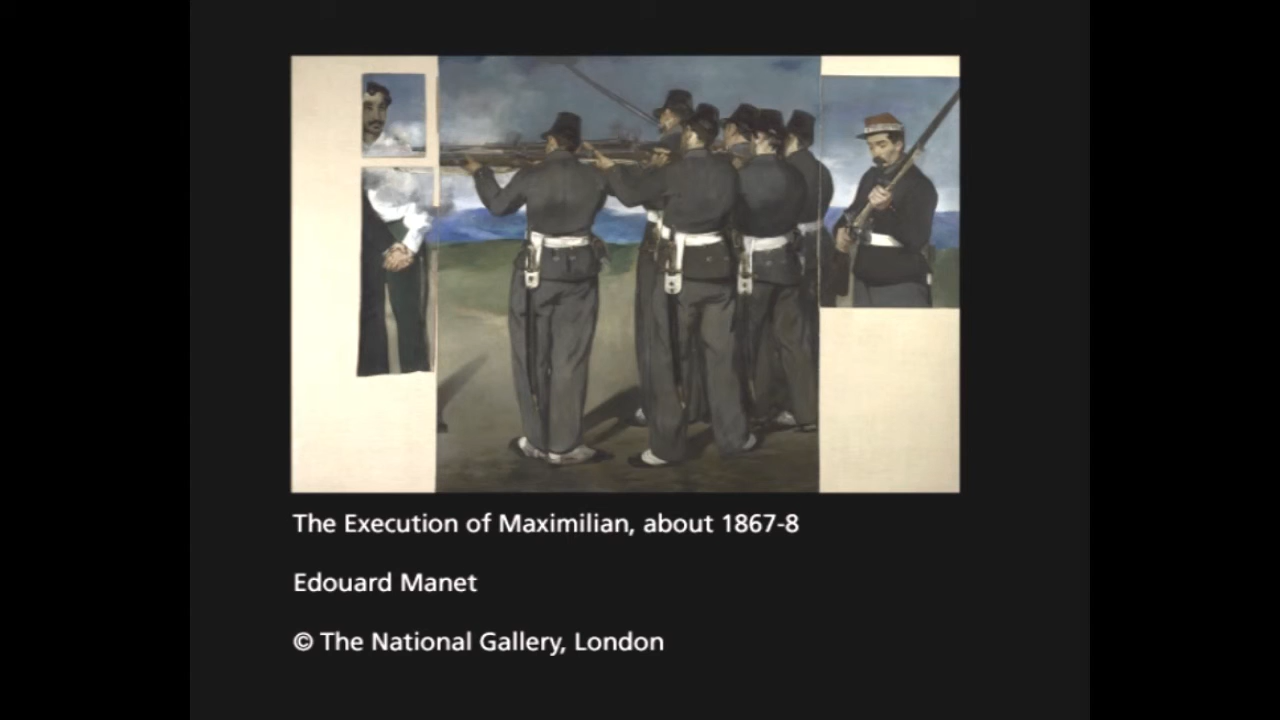 The Execution of Maximilian, about 1867-8
Edouard Manet
© The National Gallery, London